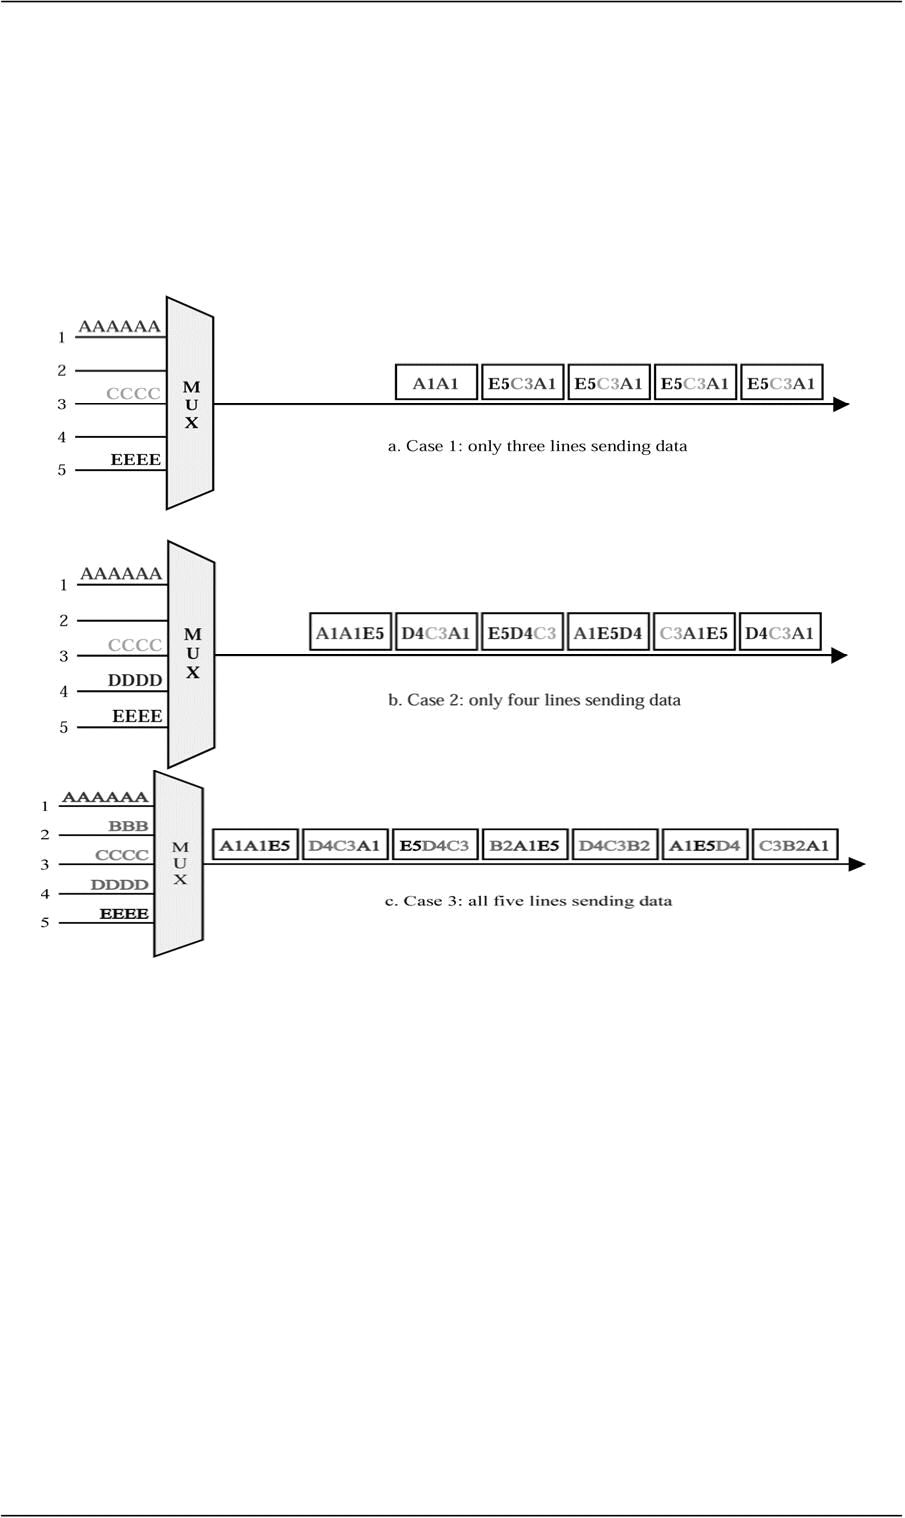 1 AAAAAA
2
3 CCCC
4
5 EEEE
M
U
X
A1A1 E5C3A1 E5C3A1 E5C3A1 E5C3A1
a. Case 1: only three lines sending data
1 AAAAAA
2
3 CCCC
4 DDDD
5 EEEE
M
U
X
A1A1E5 D4C3A1 E5D4C3 A1E5D4 C3A1E5 D4C3A1
b. Case 2: only four lines sending data
1 AAAAAA
2 BBB
3 CCCC
4 DDDD
5 EEEE
M
U
X
A1A1E5 D4C3A1 E5D4C3 B2A1E5 D4C3B2 A1E5D4 C3B2A1
c. Case 3: all five lines sending data